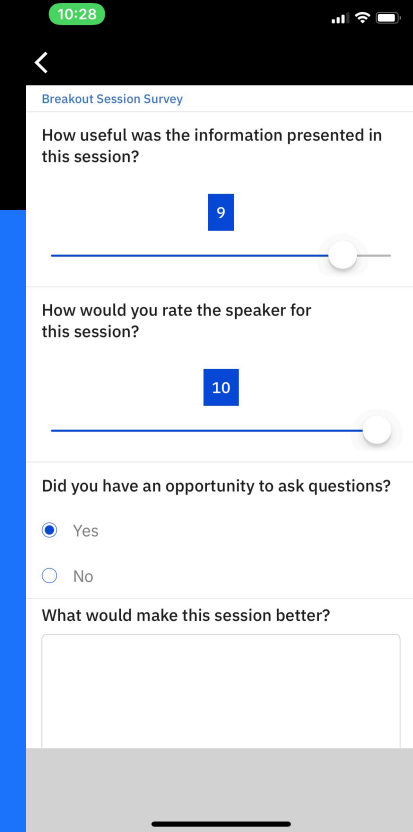 10:28
Breakout Session Survey
How useful was the information presented in
this session?
9
How would you rate the speaker for
this session?
10
Did you have an opportunity to ask questions?
Yes
No
What would make this session better?